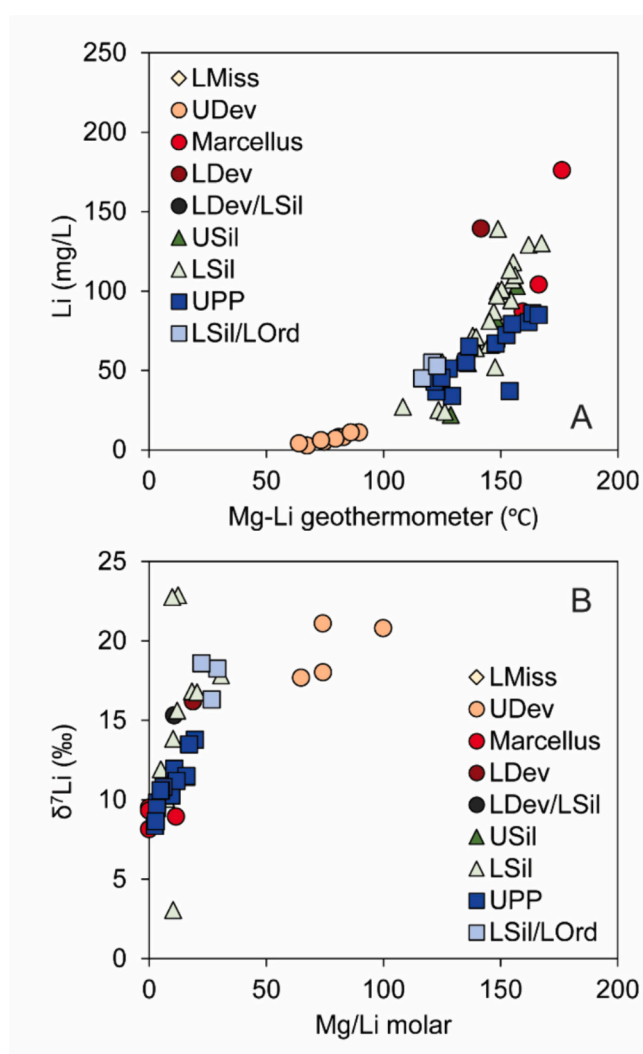 250
200
150
100
50
0
Li (mg/L)
LMiss
UDev
Marcellus
LDev
LDev/LSil
USil
LSil
UPP
LSil/LOrd
A
0 50 100 150 200
Mg-Li geothermometer (℃)
25
20
15
10
5
0
δ⁷Li (‰)
B
LMiss
UDev
Marcellus
LDev
LDev/LSil
USil
LSil
UPP
LSil/LOrd
0 50 100 150 200
Mg/Li molar